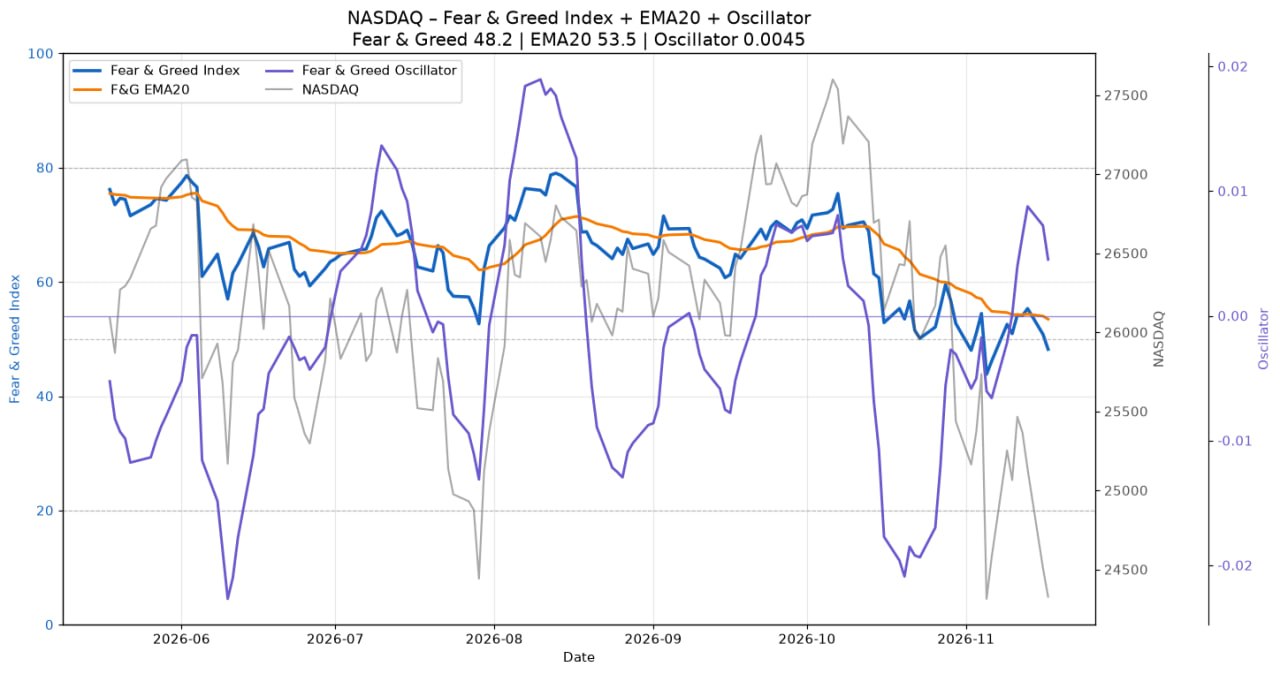 NASDAQ – Fear & Greed Index + EMA20 + Oscillator
Fear & Greed 48.2 | EMA20 53.5 | Oscillator 0.0045
Fear & Greed Index
F&G EMA20
Fear & Greed Oscillator
NASDAQ
Fear & Greed Index
100
80
60
40
20
0
2026-06
2026-07
2026-08
2026-09
2026-10
2026-11
Date
27500
27000
26500
26000
25500
25000
24500
NASDAQ
0.02
0.01
0.00
-0.01
-0.02
Oscillator